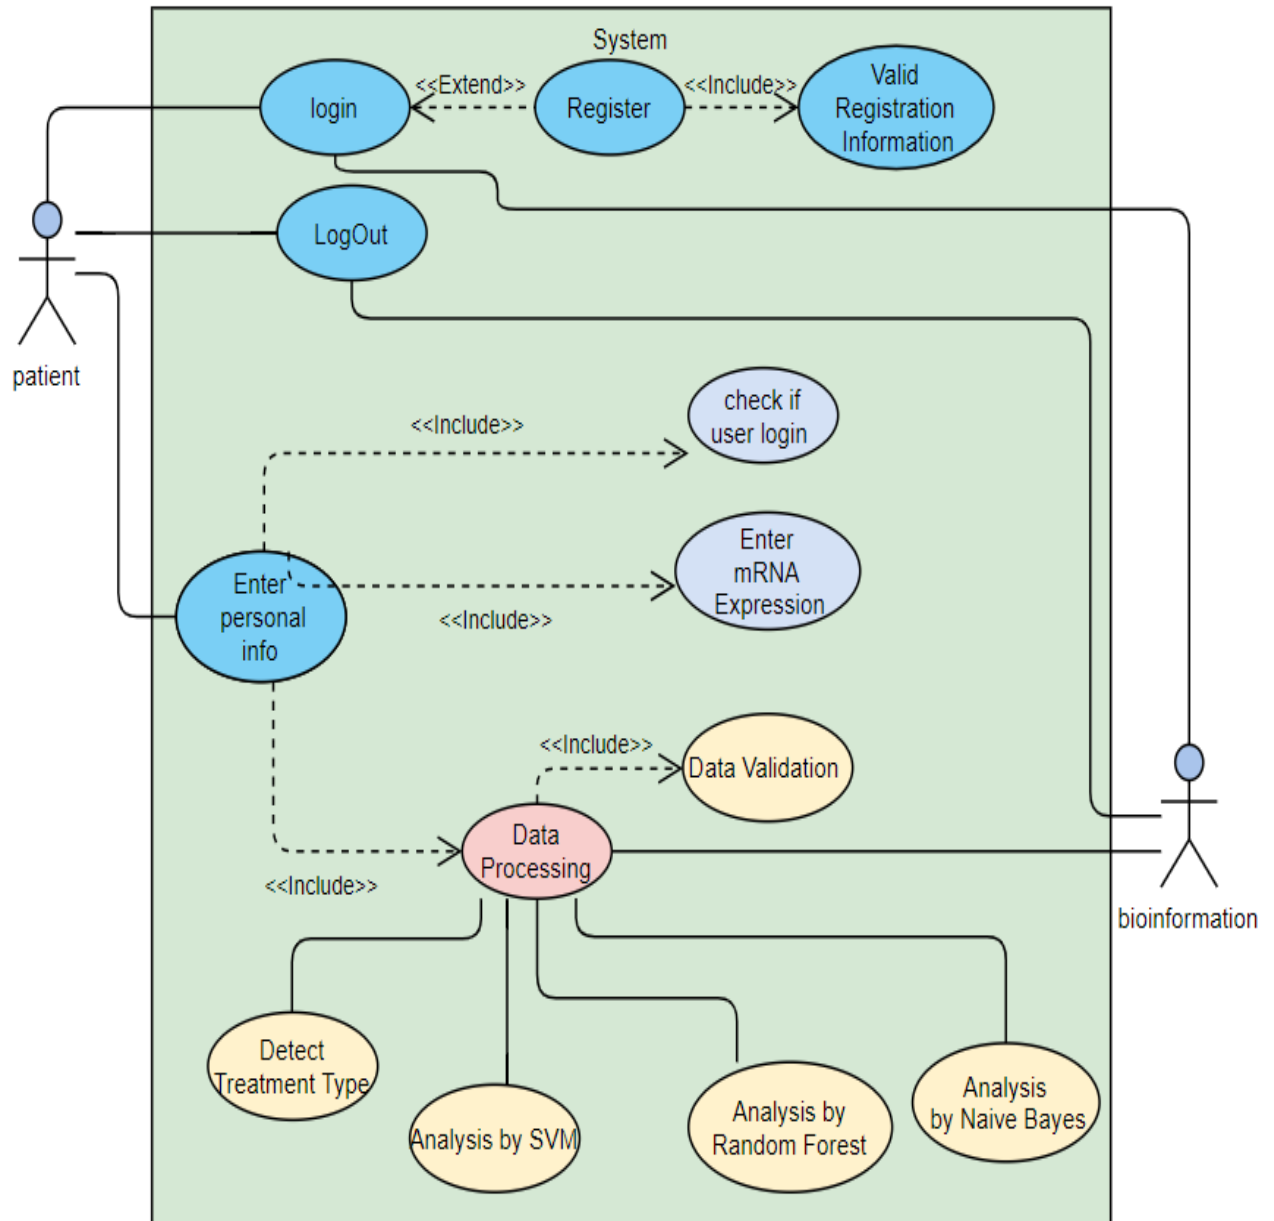 System
login
<<Extend>>
Register
<<Include>>
Valid
Registration
Information
LogOut
patient
<<Include>>
check if
user login
Enter
mRNA
Expression
<<Include>>
Enter
personal
info
<<Include>>
Data Validation
Data
Processing
<<Include>>
bioinformation
Detect
Treatment Type
Analysis by SVM
Analysis by
Random Forest
Analysis
by Naive Bayes